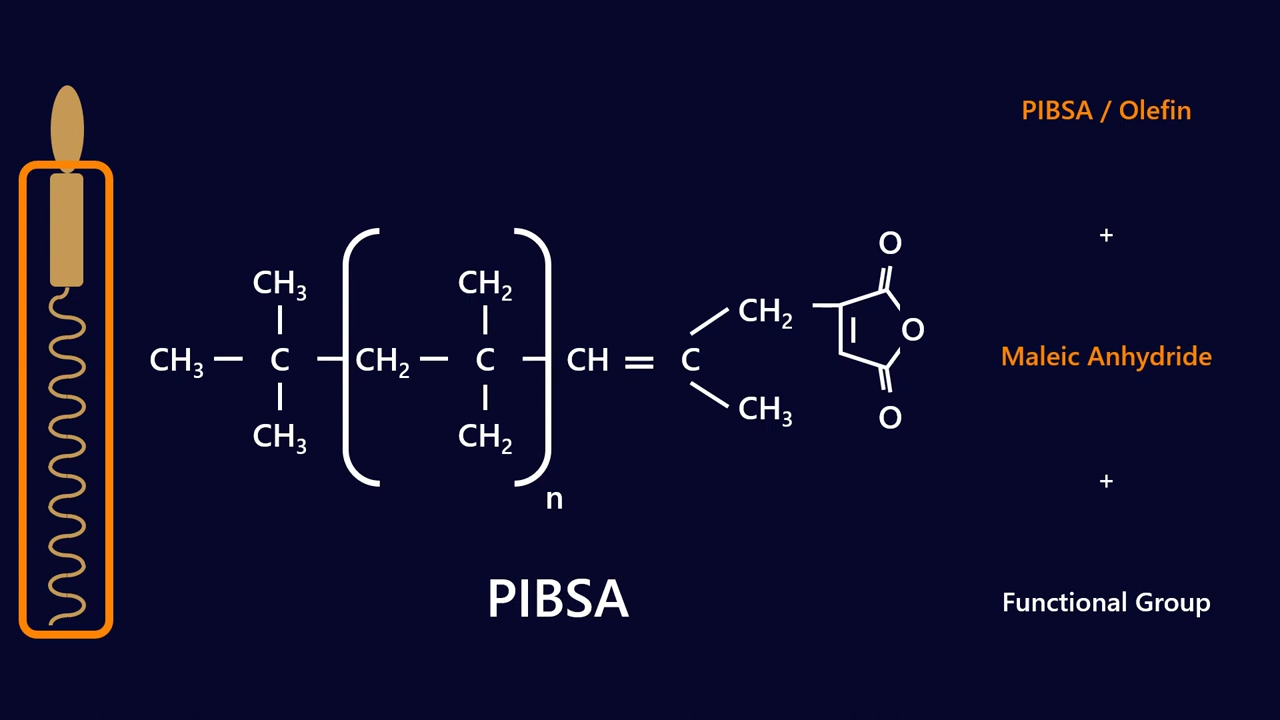 PIBSA / Olefin
+
O
CH₃ CH₂ CH₂
O
CH₃ — C — CH₂ — C — CH = C
Maleic Anhydride
CH₃
O
CH₃ CH₂
+
n
PIBSA
Functional Group